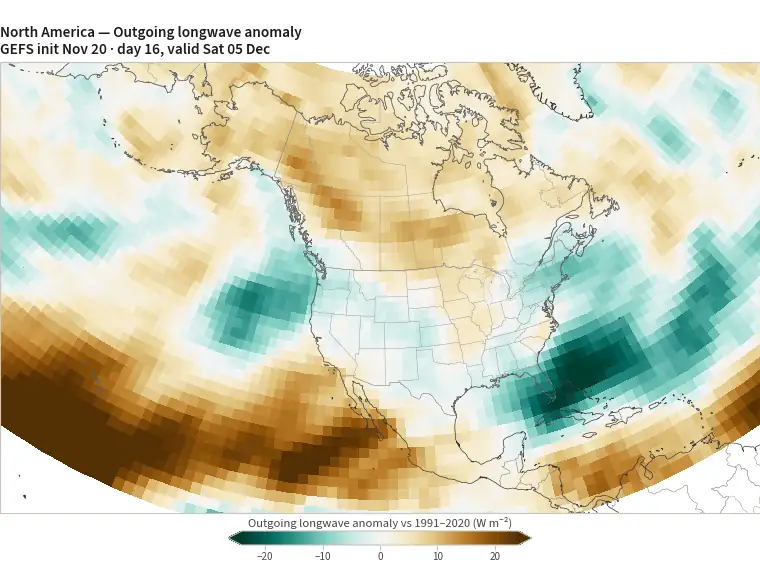 North America — Outgoing longwave anomaly
GEFS init Nov 20 · day 16, valid Sat 05 Dec
Outgoing longwave anomaly vs 1991–2020 (W m⁻²)
−20 −10 0 10 20